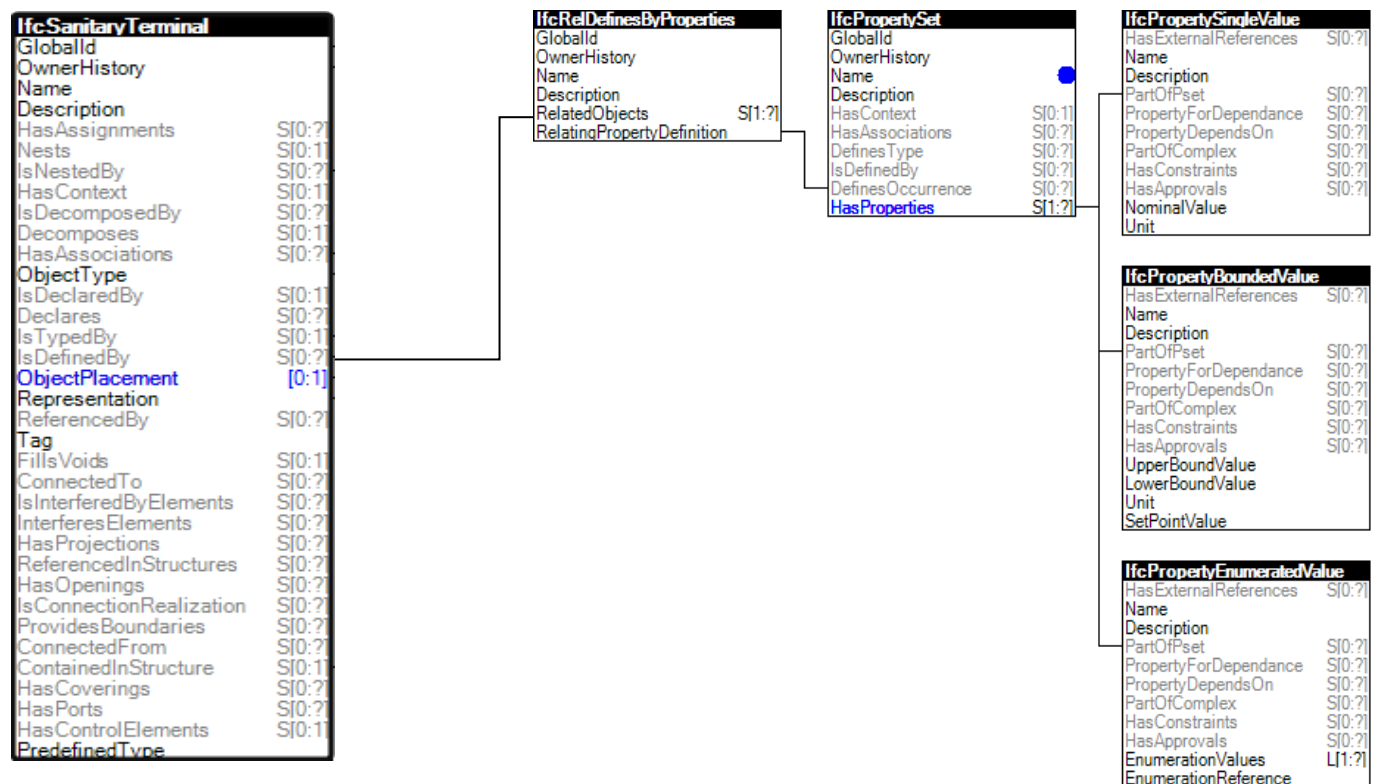 IfcSanitaryTerminal
GlobalId
OwnerHistory
Name
Description
HasAssignments S[0:?]
Nests S[0:1]
IsNestedBy S[0:?]
HasContext S[0:1]
IsDecomposedBy S[0:?]
Decomposes S[0:1]
HasAssociations S[0:?]
ObjectType
IsDeclaredBy S[0:1]
Declares S[0:?]
IsTypedBy S[0:1]
IsDefinedBy S[0:?]
ObjectPlacement [0:1]
Representation
ReferencedBy S[0:?]
Tag
FillsVoids S[0:1]
ConnectedTo S[0:?]
IsInterferedByElements S[0:?]
InterferesElements S[0:?]
HasProjections S[0:?]
ReferencedInStructures S[0:?]
HasOpenings S[0:?]
IsConnectionRealization S[0:?]
ProvidesBoundaries S[0:?]
ConnectedFrom S[0:?]
ContainedInStructure S[0:1]
HasCoverings S[0:?]
HasPorts S[0:?]
HasControlElements S[0:1]
PredefinedType
IfcRelDefinesByProperties
GlobalId
OwnerHistory
Name
Description
RelatedObjects S[1:?]
RelatingPropertyDefinition
IfcPropertySet
GlobalId
OwnerHistory
Name
Description
HasContext S[0:1]
HasAssociations S[0:?]
DefinesType S[0:?]
IsDefinedBy S[0:?]
DefinesOccurrence S[0:?]
HasProperties S[1:?]
IfcPropertySingleValue
HasExternalReferences S[0:?]
Name
Description
PartOfPset S[0:?]
PropertyForDependance S[0:?]
PropertyDependsOn S[0:?]
PartOfComplex S[0:?]
HasConstraints S[0:?]
HasApprovals S[0:?]
NominalValue
Unit
IfcPropertyBoundedValue
HasExternalReferences S[0:?]
Name
Description
PartOfPset S[0:?]
PropertyForDependance S[0:?]
PropertyDependsOn S[0:?]
PartOfComplex S[0:?]
HasConstraints S[0:?]
HasApprovals S[0:?]
UpperBoundValue
LowerBoundValue
Unit
SetPointValue
IfcPropertyEnumeratedValue
HasExternalReferences S[0:?]
Name
Description
PartOfPset S[0:?]
PropertyForDependance S[0:?]
PropertyDependsOn S[0:?]
PartOfComplex S[0:?]
HasConstraints S[0:?]
HasApprovals S[0:?]
EnumerationValues L[1:?]
EnumerationReference